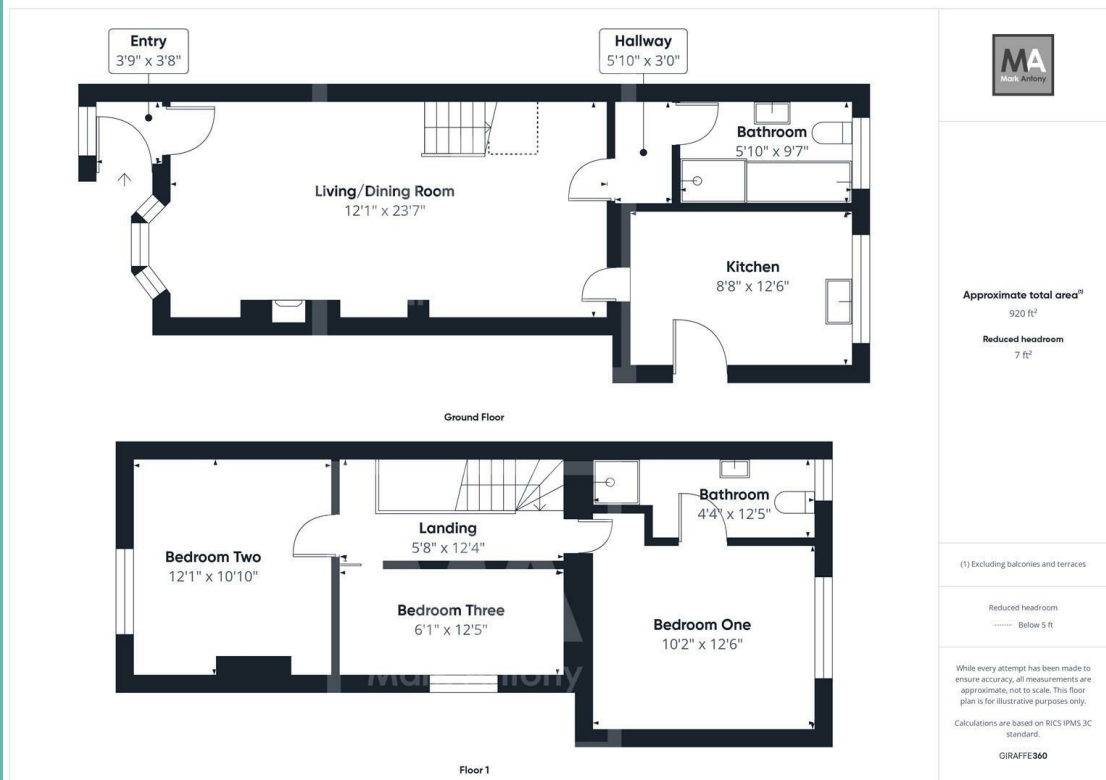 Entry
3'9" x 3'8"
Hallway
5'10" x 3'0"
Bathroom
5'10" x 9'7"
Living/Dining Room
12'1" x 23'7"
Kitchen
8'8" x 12'6"
Ground Floor
Bathroom
4'4" x 12'5"
Landing
5'8" x 12'4"
Bedroom Two
12'1" x 10'10"
Bedroom Three
6'1" x 12'5"
Bedroom One
10'2" x 12'6"
Mark Antony
Floor 1
MA
Mark Antony
Approximate total area(1)
920 ft²
Reduced headroom
7 ft²
(1) Excluding balconies and terraces
Reduced headroom
Below 5 ft
While every attempt has been made to
ensure accuracy, all measurements are
approximate, not to scale. This floor
plan is for illustrative purposes only.
Calculations are based on RICS IPMS 3C
standard.
GIRAFFE360